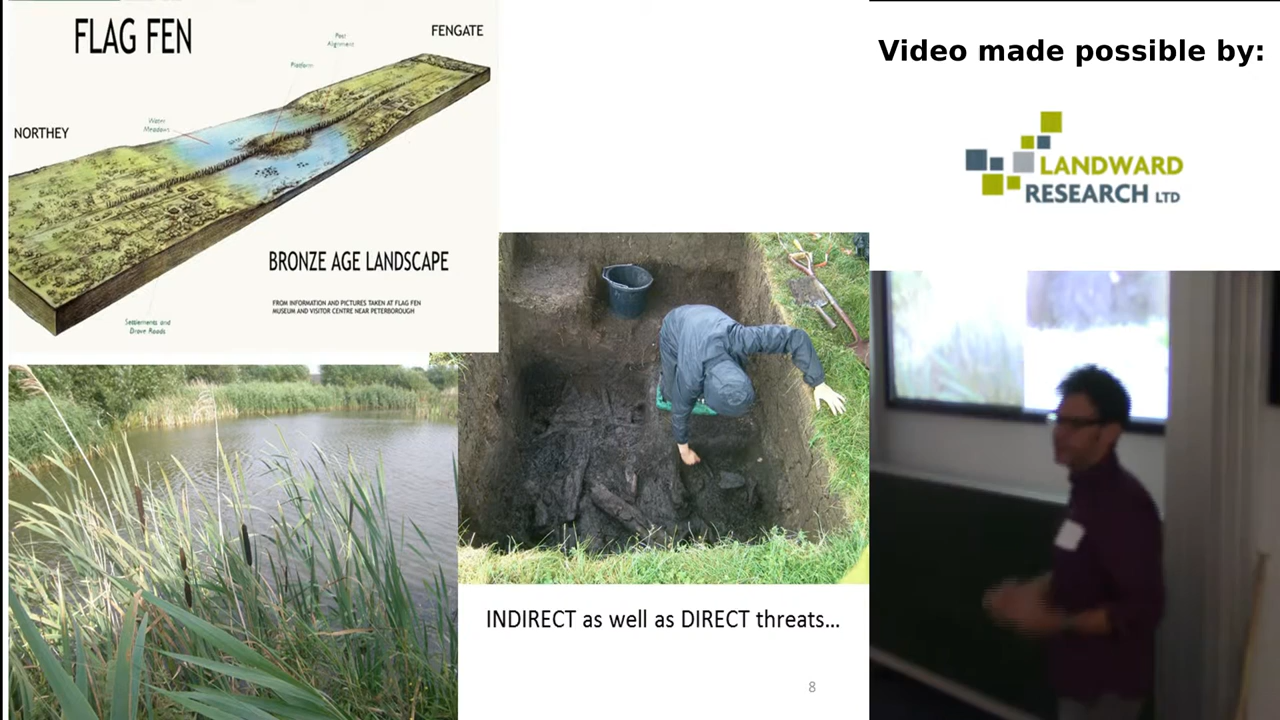 FLAG FEN
FENGATE
Post
Alignment
Platform
Water
Meadows
NORTHEY
BRONZE AGE LANDSCAPE
FROM INFORMATION AND PICTURES TAKEN AT FLAG FEN
MUSEUM AND VISITOR CENTRE NEAR PETERBOROUGH
Settlements and
Drove Roads
INDIRECT as well as DIRECT threats...
8
Video made possible by:
LANDWARD
RESEARCH LTD